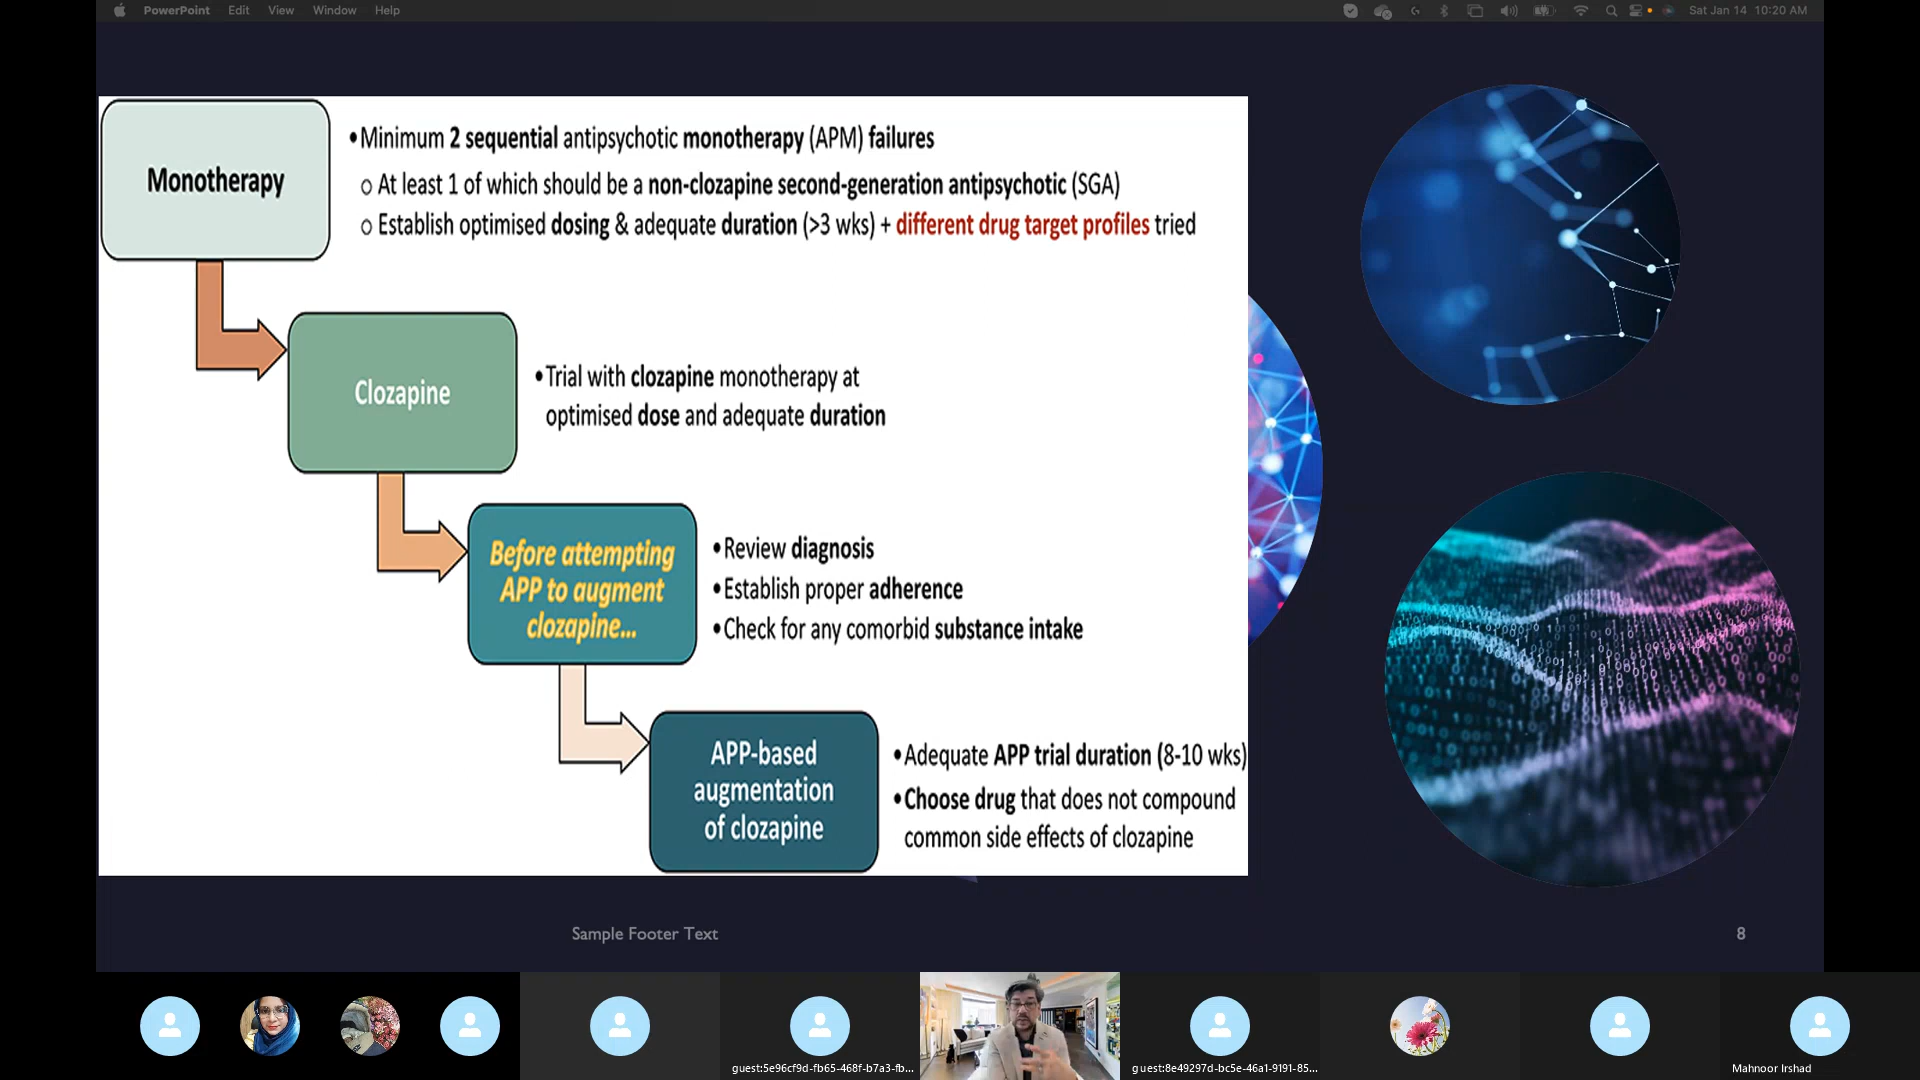 PowerPoint Edit View Window Help Sat Jan 14 10:20 AM
Monotherapy
•Minimum 2 sequential antipsychotic monotherapy (APM) failures
o At least 1 of which should be a non-clozapine second-generation antipsychotic (SGA)
o Establish optimised dosing & adequate duration (>3 wks) + different drug target profiles tried
Clozapine
•Trial with clozapine monotherapy at
optimised dose and adequate duration
Before attempting
APP to augment
clozapine...
•Review diagnosis
•Establish proper adherence
•Check for any comorbid substance intake
APP-based
augmentation
of clozapine
•Adequate APP trial duration (8-10 wks)
•Choose drug that does not compound
common side effects of clozapine
Sample Footer Text
8
guest:5e96cf9d-fb65-468f-b7a3-fb...
guest:8e49297d-bc5e-46a1-9191-85...
Mahnoor Irshad